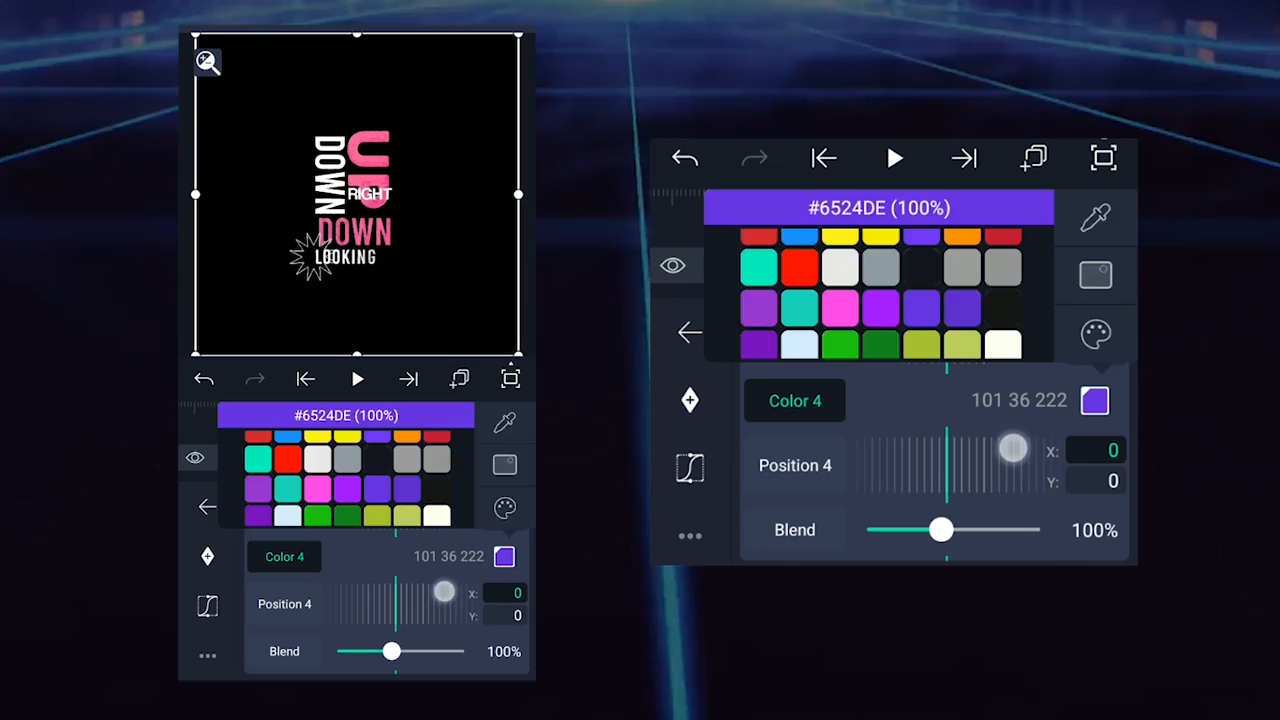 DOWN
UP
RIGHT
DOWN
LOOKING
#6524DE (100%)
Color 4
101 36 222
Position 4
X:
0
Y:
0
Blend
100%
#6524DE (100%)
Color 4
101 36 222
Position 4
X:
0
Y:
0
Blend
100%